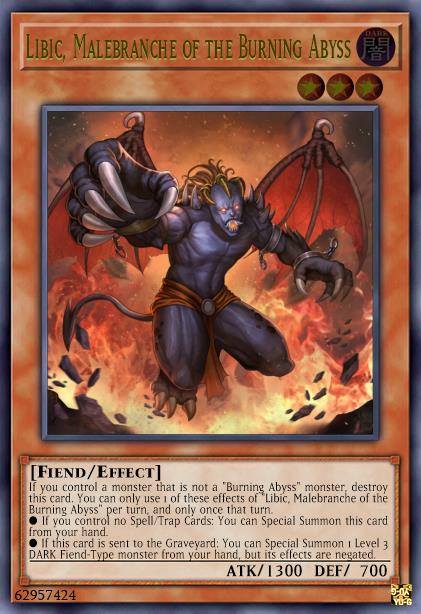 Libic, Malebranche of the Burning Abyss
DARK
闇
[Fiend/Effect]
If you control a monster that is not a "Burning Abyss" monster, destroy
this card. You can only use 1 of these effects of "Libic, Malebranche of the
Burning Abyss" per turn, and only once that turn.
● If you control no Spell/Trap Cards: You can Special Summon this card
from your hand.
● If this card is sent to the Graveyard: You can Special Summon 1 Level 3
DARK Fiend-Type monster from your hand, but its effects are negated.
ATK/1300 DEF/ 700
62957424